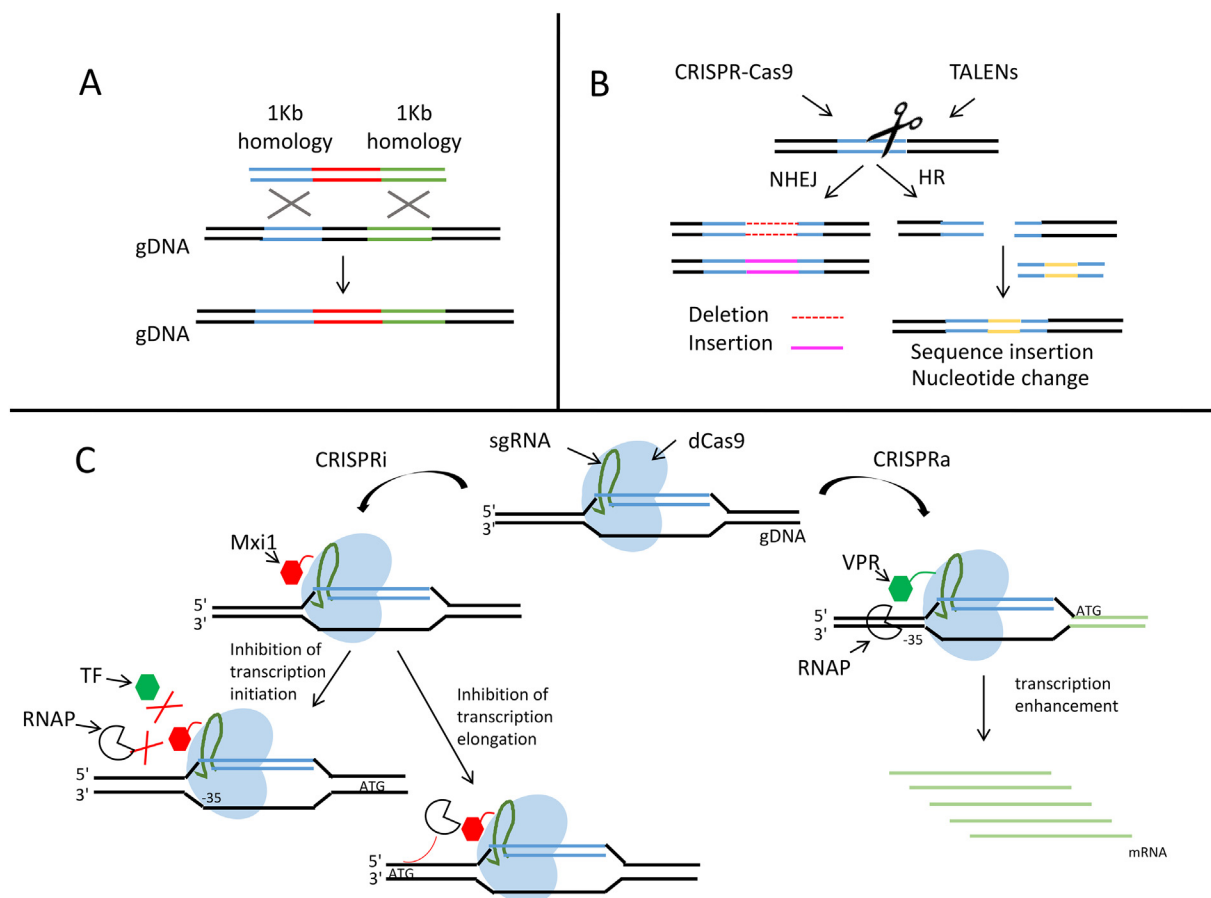 A
1Kb
homology
1Kb
homology
gDNA
gDNA
B
CRISPR-Cas9
TALENs
NHEJ
HR
Deletion
Insertion
Sequence insertion
Nucleotide change
C
CRISPRi
sgRNA
dCas9
CRISPRa
5'
3'
gDNA
Mxi1
5'
3'
VPR
5'
3'
ATG
-35
RNAP
Inhibition of
transcription
initiation
Inhibition of
transcription
elongation
transcription
enhancement
TF
RNAP
5'
3'
-35
ATG
5'
3'
ATG
mRNA